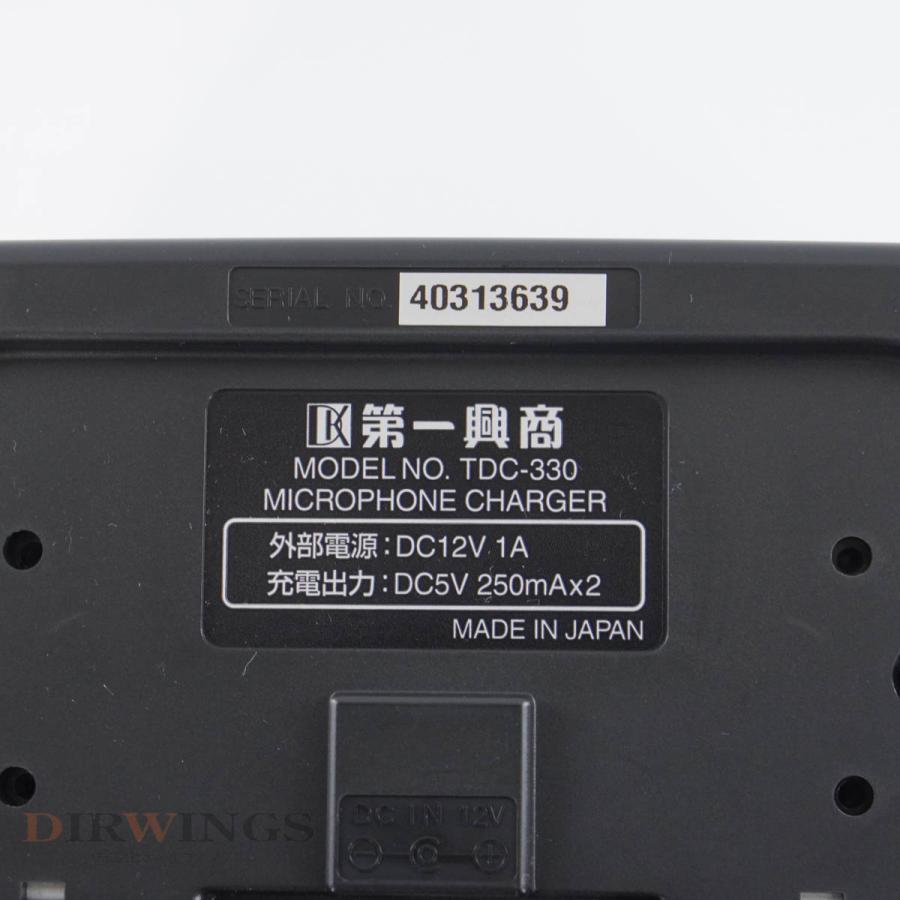 SERIAL NO. 40313639
DK 第一興商
MODEL NO. TDC-330
MICROPHONE CHARGER
外部電源：DC12V 1A
充電出力：DC5V 250mAx2
MADE IN JAPAN
DC IN 12V
DIRWINGS